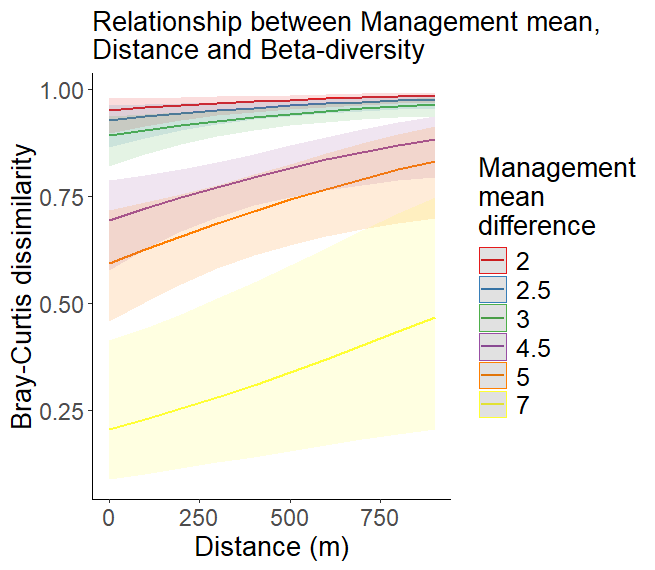 Relationship between Management mean,
Distance and Beta-diversity
Bray-Curtis dissimilarity
1.00
0.75
0.50
0.25
0
250
500
750
Distance (m)
Management
mean
difference
2
2.5
3
4.5
5
7